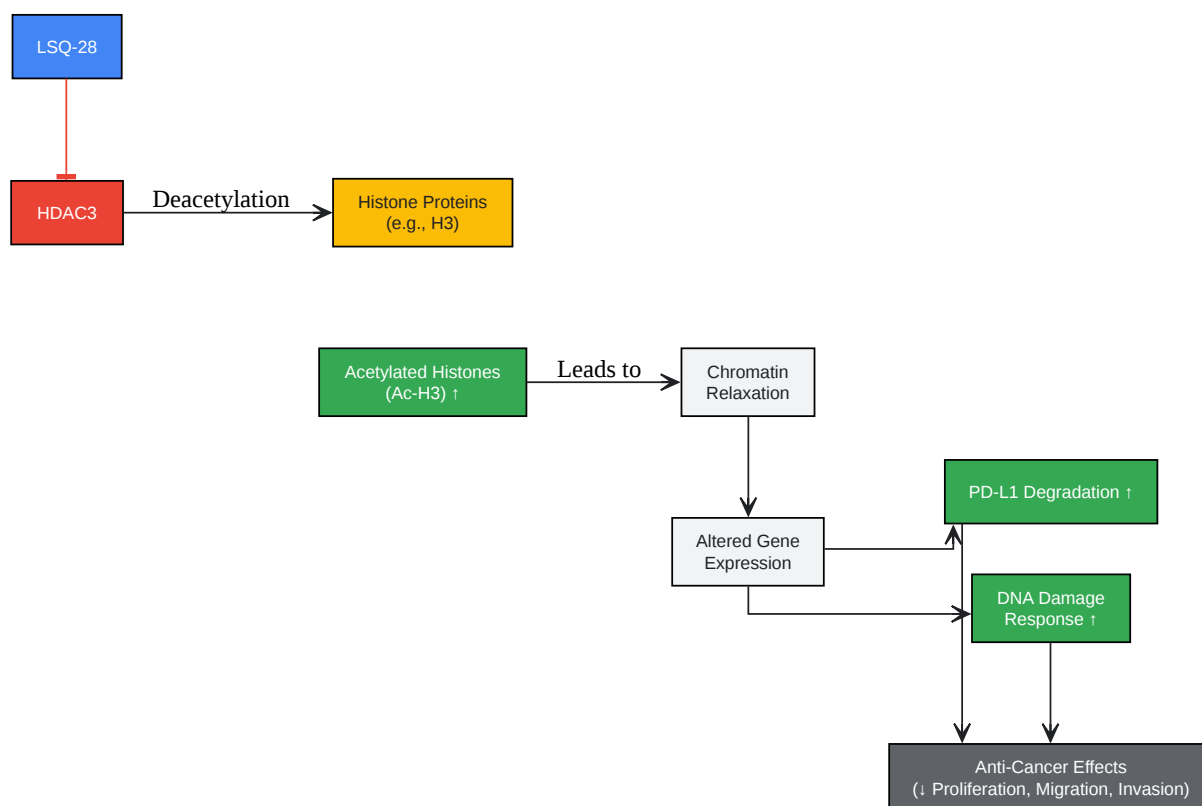 LSQ-28
HDAC3
Deacetylation
Histone Proteins
(e.g., H3)
Acetylated Histones
(Ac-H3) ↑
Leads to
Chromatin
Relaxation
PD-L1 Degradation ↑
Altered Gene
Expression
DNA Damage
Response ↑
Anti-Cancer Effects
(↓ Proliferation, Migration, Invasion)